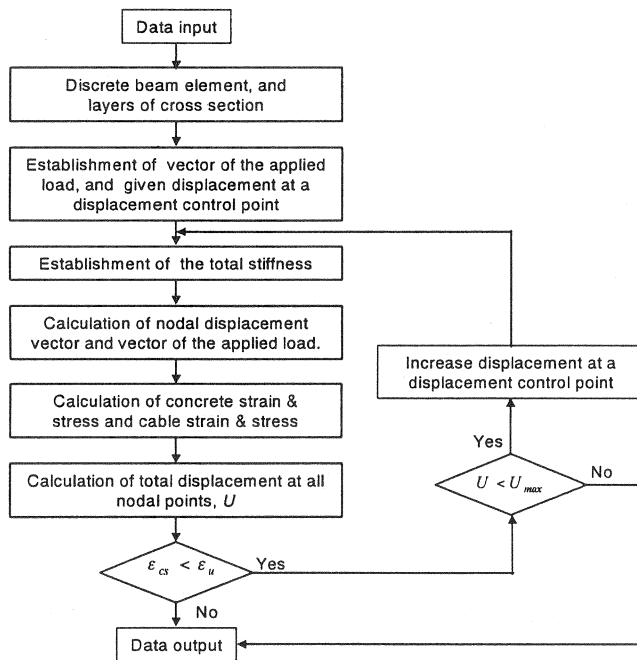 Data input
Discrete beam element, and
layers of cross section
Establishment of vector of the applied
load, and given displacement at a
displacement control point
Establishment of the total stiffness
Calculation of nodal displacement
vector and vector of the applied load.
Calculation of concrete strain &
stress and cable strain & stress
Calculation of total displacement at all
nodal points, U
ε cs < ε u
Yes
No
Data output
Increase displacement at a
displacement control point
Yes
U < U max
No